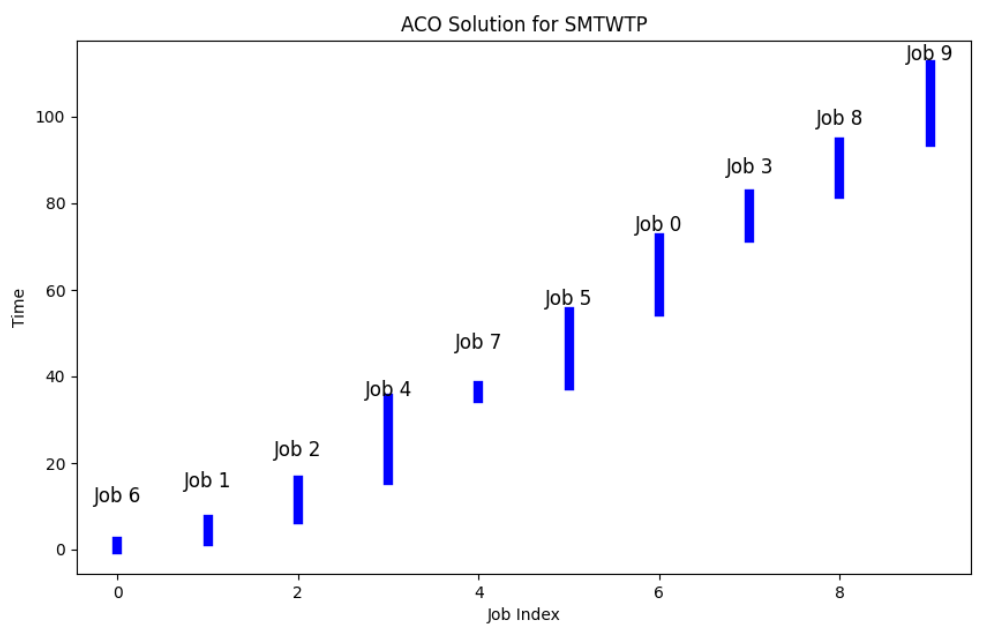 ACO Solution for SMTWTP
Job 9
100
Job 8
Job 3
80
Job 0
60
Job 5
Job 7
40
Job 4
Job 2
20
Job 1
Job 6
0
Time
0 2 4 6 8
Job Index